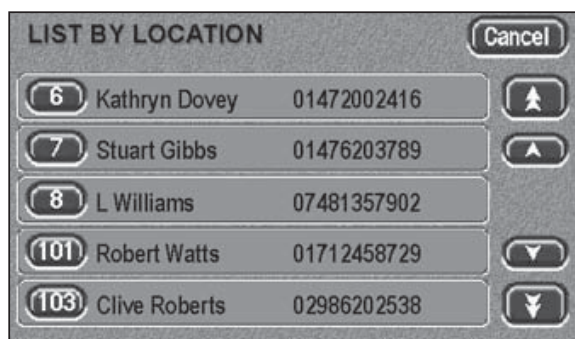 LIST BY LOCATION Cancel
6 Kathryn Dovey 01472002416
7 Stuart Gibbs 01476203789
8 L Williams 07481357902
101 Robert Watts 01712458729
103 Clive Roberts 02986202538